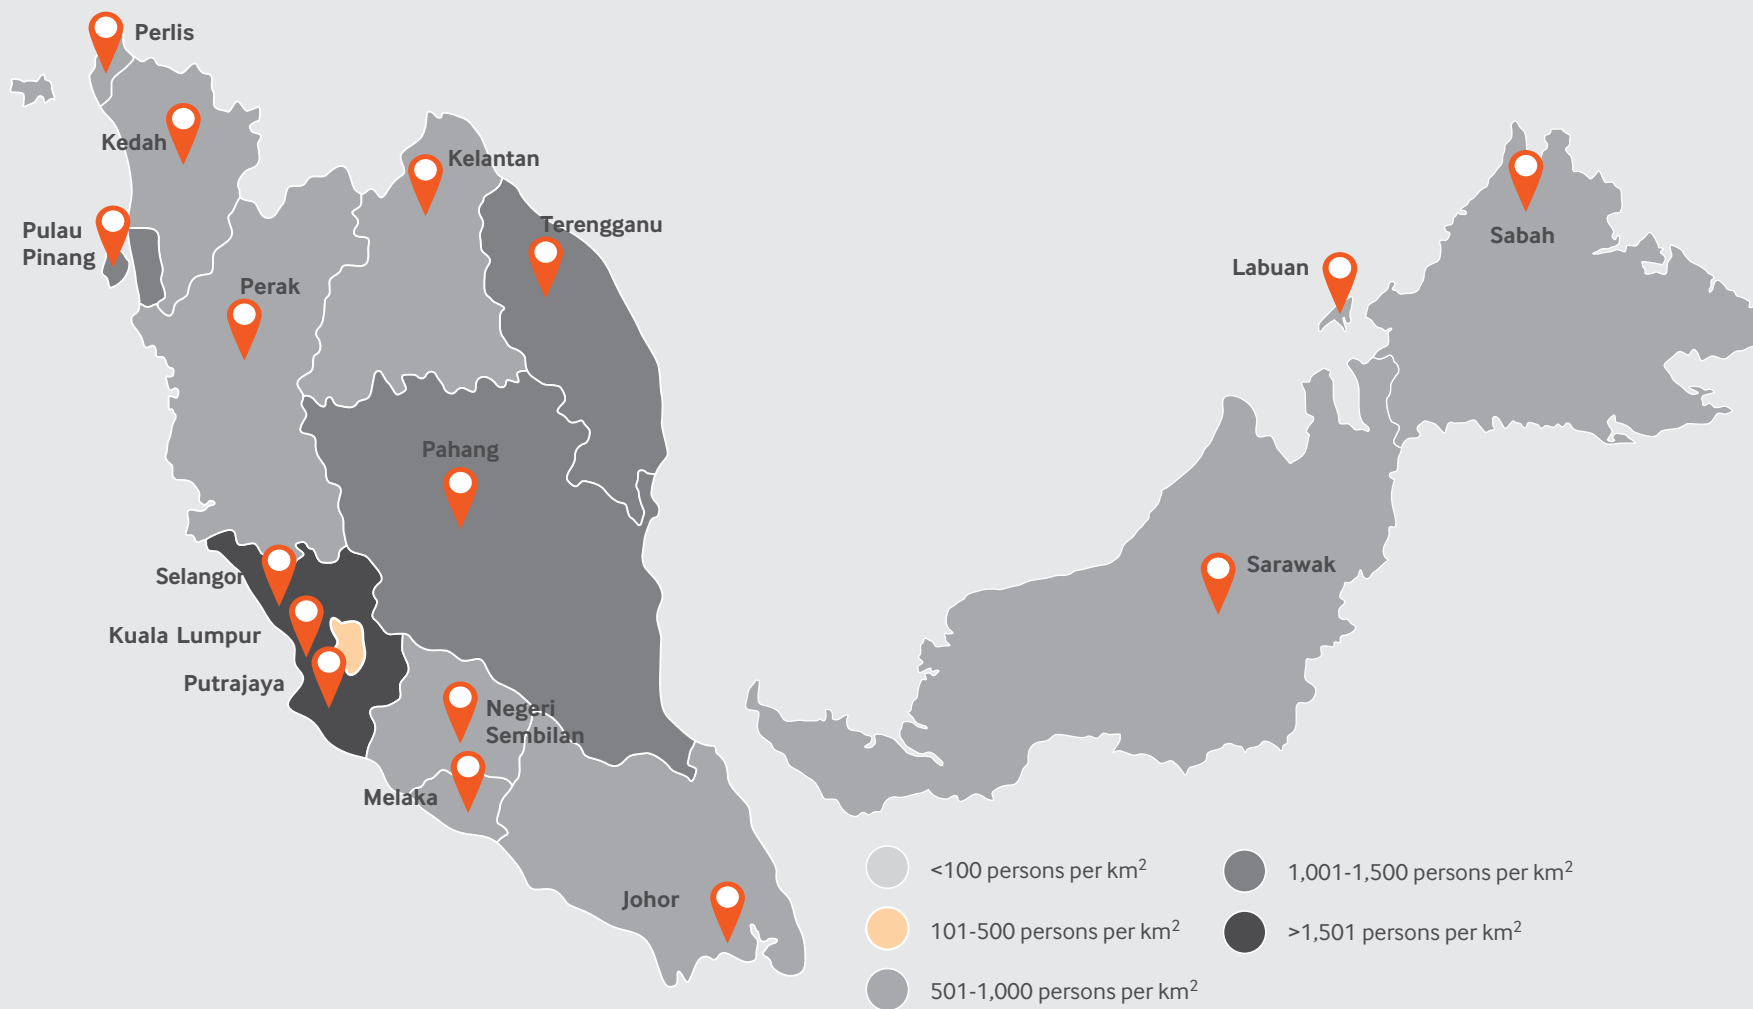 Perlis
Kedah
Kelantan
Pulau
Pinang
Terengganu
Perak
Labuan
Sabah
Pahang
Selangor
Kuala Lumpur
Putrajaya
Sarawak
Negeri
Sembilan
Melaka
Johor
<100 persons per km²
101-500 persons per km²
501-1,000 persons per km²
1,001-1,500 persons per km²
>1,501 persons per km²